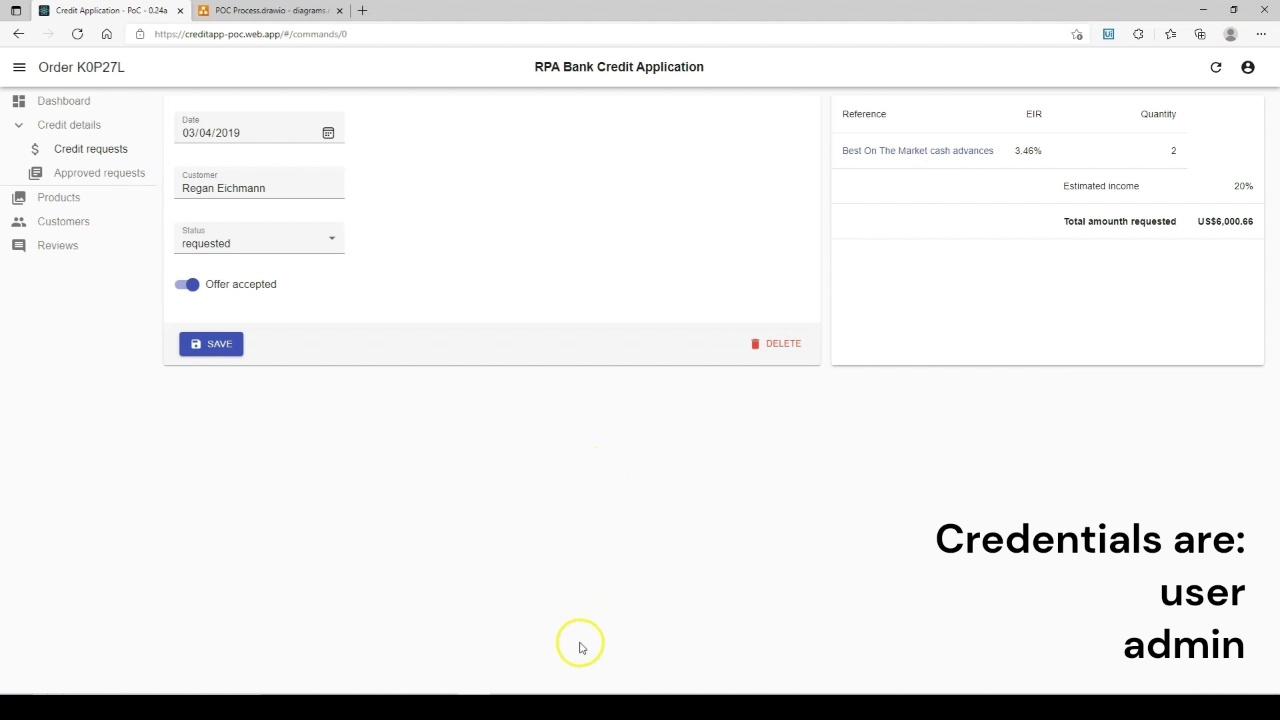 Credit Application - PoC - 0.24a
POC Process.drawio - diagrams.
https://creditapp-poc.web.app/#/commands/0
Order K0P27L
RPA Bank Credit Application
Dashboard
Credit details
Credit requests
Approved requests
Products
Customers
Reviews
Date
03/04/2019
Customer
Regan Eichmann
Status
requested
Offer accepted
SAVE
DELETE
Reference EIR Quantity
Best On The Market cash advances 3.46% 2
Estimated income 20%
Total amounth requested US$6,000.66
Credentials are:
user
admin